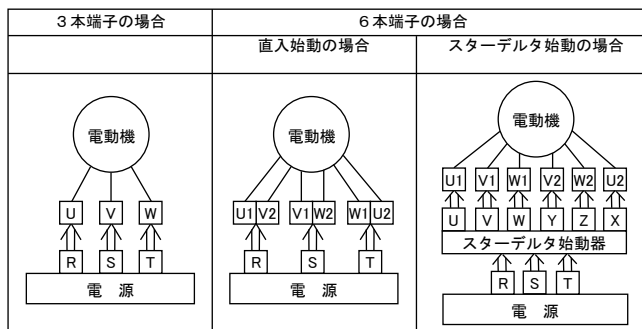 3本端子の場合
6本端子の場合
直入始動の場合
スターデルタ始動の場合
電動機
U V W
R S T
電 源
電動機
U1 V2 V1 W2 W1 U2
R S T
電 源
電動機
U1 V1 W1 V2 W2 U2
U V W Y Z X
スターデルタ始動器
R S T
電 源